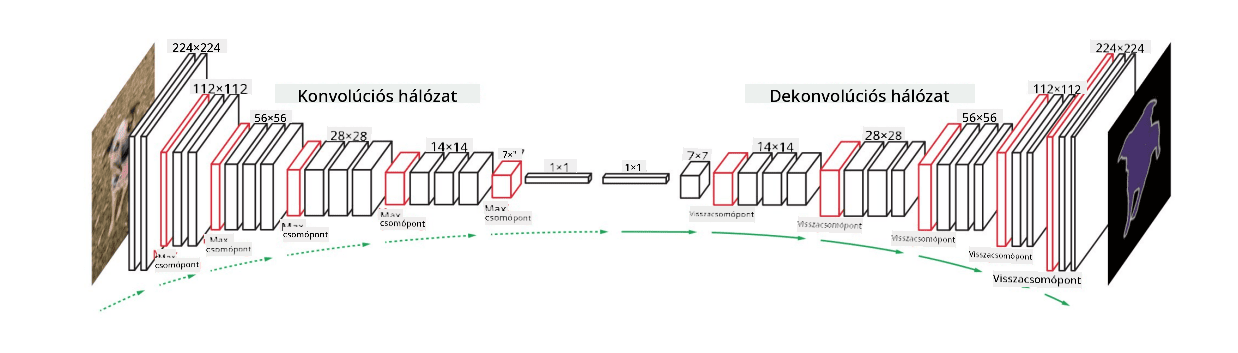 224×224
112×112
56×56
28×28
14×14
1×1
1×1
7×7
14×14
28×28
56×56
112×112
224×224
Konvolúciós hálózat
Dekonvolúciós hálózat
Max
csomópont
Max
csomópont
Max
csomópont
Max
csomópont
Max
csomópont
Visszacsomópont
Visszacsomópont
Visszacsomópont
Visszacsomópont
Visszacsomópont